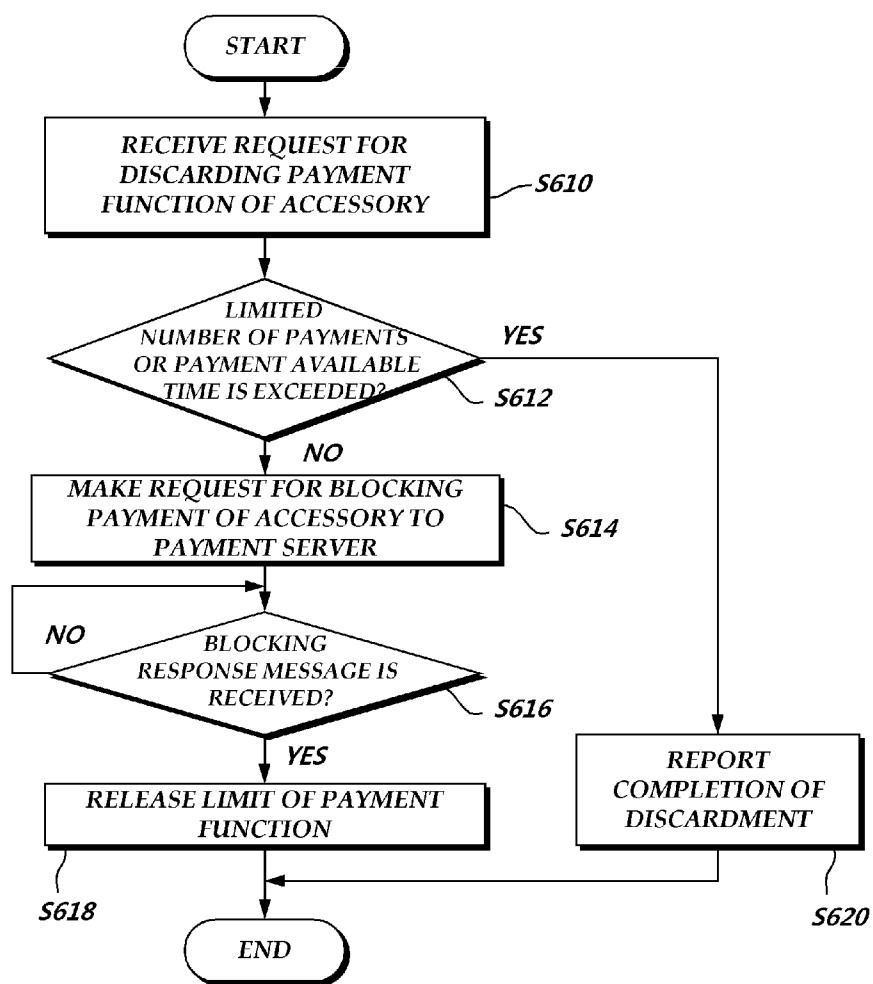 START
RECEIVE REQUEST FOR
DISCARDING PAYMENT
FUNCTION OF ACCESSORY
S610
LIMITED
NUMBER OF PAYMENTS
OR PAYMENT AVAILABLE
TIME IS EXCEEDED?
YES
S612
NO
MAKE REQUEST FOR BLOCKING
PAYMENT OF ACCESSORY TO
PAYMENT SERVER
S614
NO
BLOCKING
RESPONSE MESSAGE IS
RECEIVED?
S616
YES
RELEASE LIMIT OF PAYMENT
FUNCTION
S618
REPORT
COMPLETION OF
DISCARDMENT
S620
END